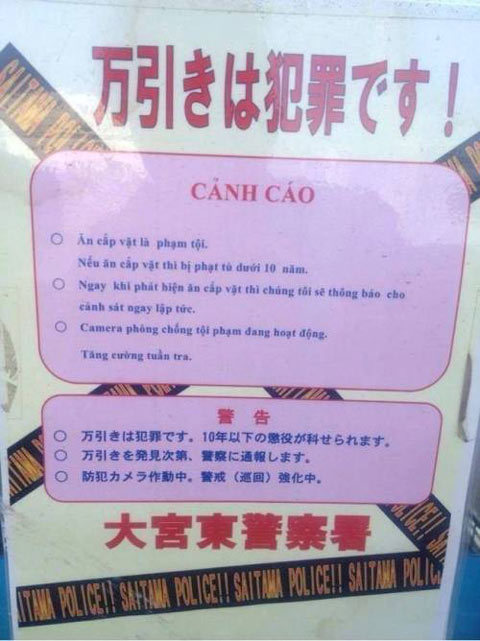 万引きは犯罪です！
CẢNH CÁO
○ Ăn cắp vặt là phạm tội.
Nếu ăn cắp vặt thì bị phạt tù dưới 10 năm.
○ Ngay khi phát hiện ăn cắp vặt thì chúng tôi sẽ thông báo cho
cảnh sát ngay lập tức.
○ Camera phòng chống tội phạm đang hoạt động.
Tăng cường tuần tra.
警告
○ 万引きは犯罪です。10年以下の懲役が科せられます。
○ 万引きを発見次第、警察に通報します。
○ 防犯カメラ作動中。警戒（巡回）強化中。
大宮東警察署
SAITAMA POLICE!! SAITAMA POLICE!! SAITAMA POLICE!! SAITAMA POLIC